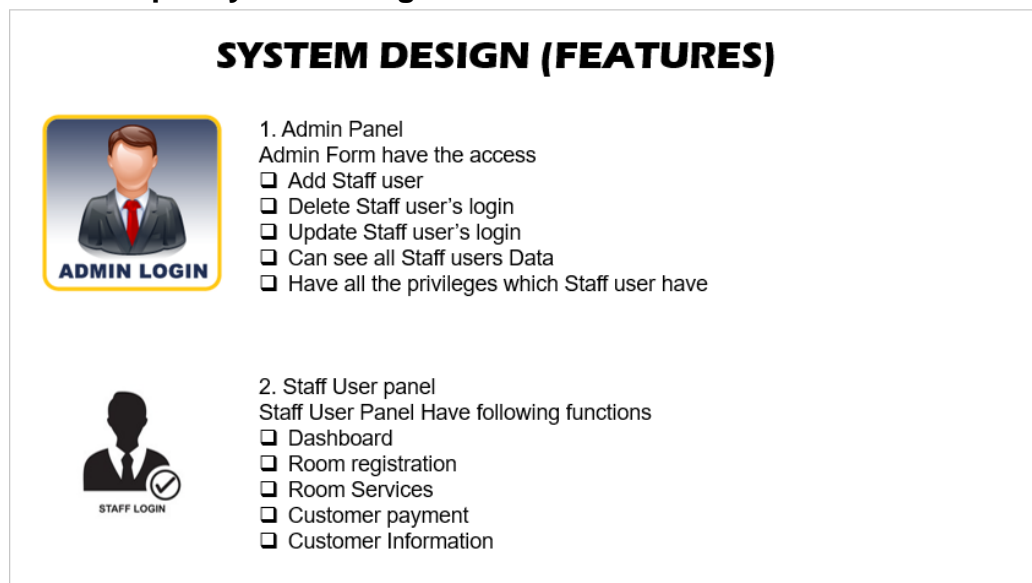 SYSTEM DESIGN (FEATURES)
ADMIN LOGIN
1. Admin Panel
Admin Form have the access
❑ Add Staff user
❑ Delete Staff user’s login
❑ Update Staff user’s login
❑ Can see all Staff users Data
❑ Have all the privileges which Staff user have
STAFF LOGIN
2. Staff User panel
Staff User Panel Have following functions
❑ Dashboard
❑ Room registration
❑ Room Services
❑ Customer payment
❑ Customer Information